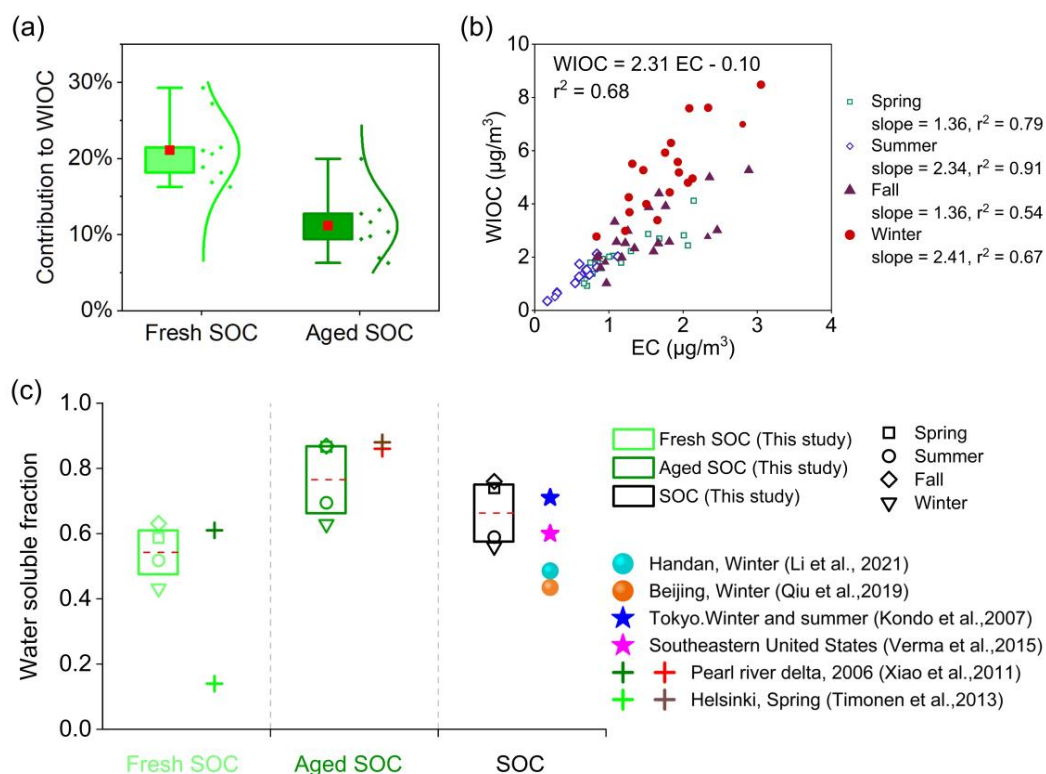 (a)
Contribution to WIOC
30%
20%
10%
0%
Fresh SOC
Aged SOC
(b)
WIOC = 2.31 EC - 0.10
r² = 0.68
WIOC (μg/m³)
10
8
6
4
2
0
0
1
2
3
4
EC (μg/m³)
Spring
slope = 1.36, r² = 0.79
Summer
slope = 2.34, r² = 0.91
Fall
slope = 1.36, r² = 0.54
Winter
slope = 2.41, r² = 0.67
(c)
Water soluble fraction
1.0
0.8
0.6
0.4
0.2
0.0
Fresh SOC
Aged SOC
SOC
Fresh SOC (This study)
Aged SOC (This study)
SOC (This study)
Spring
Summer
Fall
Winter
Handan, Winter (Li et al., 2021)
Beijing, Winter (Qiu et al.,2019)
Tokyo.Winter and summer (Kondo et al.,2007)
Southeastern United States (Verma et al.,2015)
Pearl river delta, 2006 (Xiao et al.,2011)
Helsinki, Spring (Timonen et al.,2013)